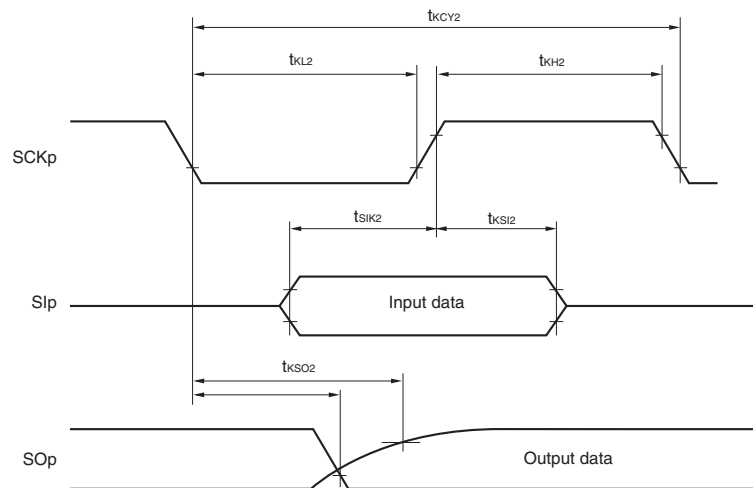 tKCY2
tKL2
tKH2
SCKp
tSIK2
tKSI2
SIp
Input data
tKSO2
SOp
Output data